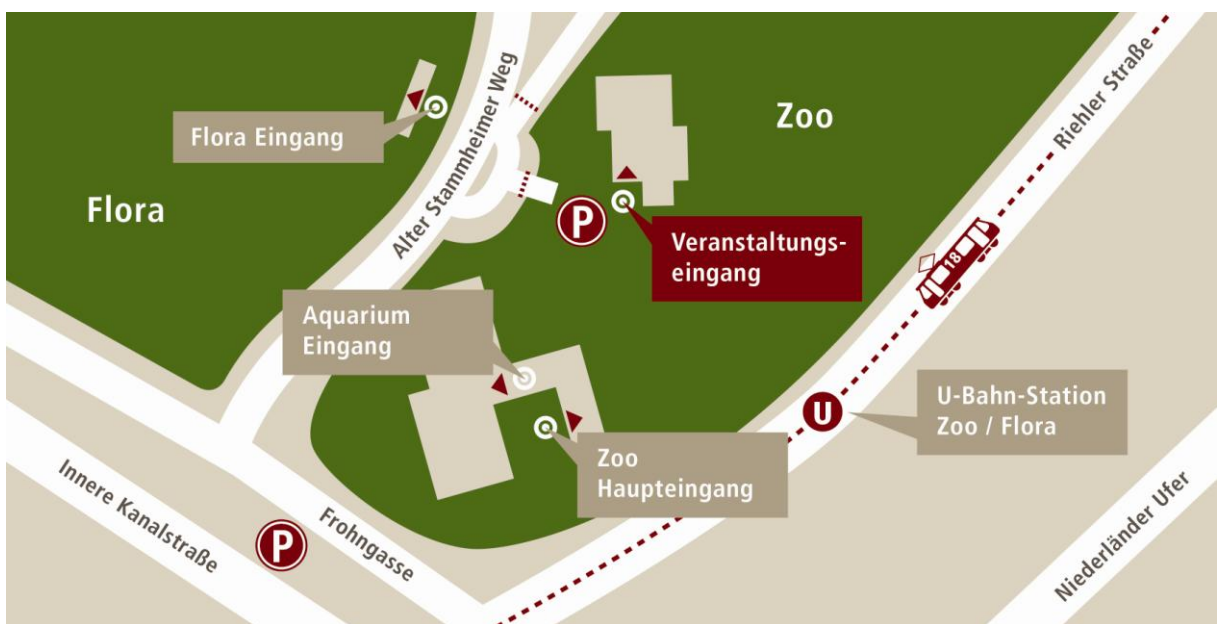 Flora Eingang
Flora
Alter Stammheimer Weg
Zoo
Riehler Straße
P
Veranstaltungs-
eingang
18
Aquarium
Eingang
U
U-Bahn-Station
Zoo / Flora
Zoo
Haupteingang
Innere Kanalstraße
P
Frohngasse
Niederländer Ufer